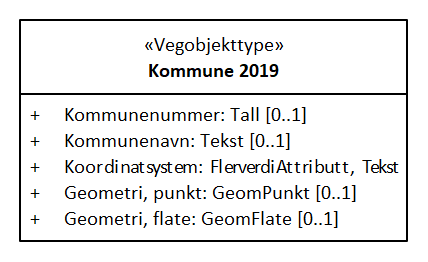 «Vegobjekttype»
Kommune 2019
+ Kommunenummer: Tall [0..1]
+ Kommunenavn: Tekst [0..1]
+ Koordinatsystem: FlerverdiAttributt, Tekst
+ Geometri, punkt: GeomPunkt [0..1]
+ Geometri, flate: GeomFlate [0..1]